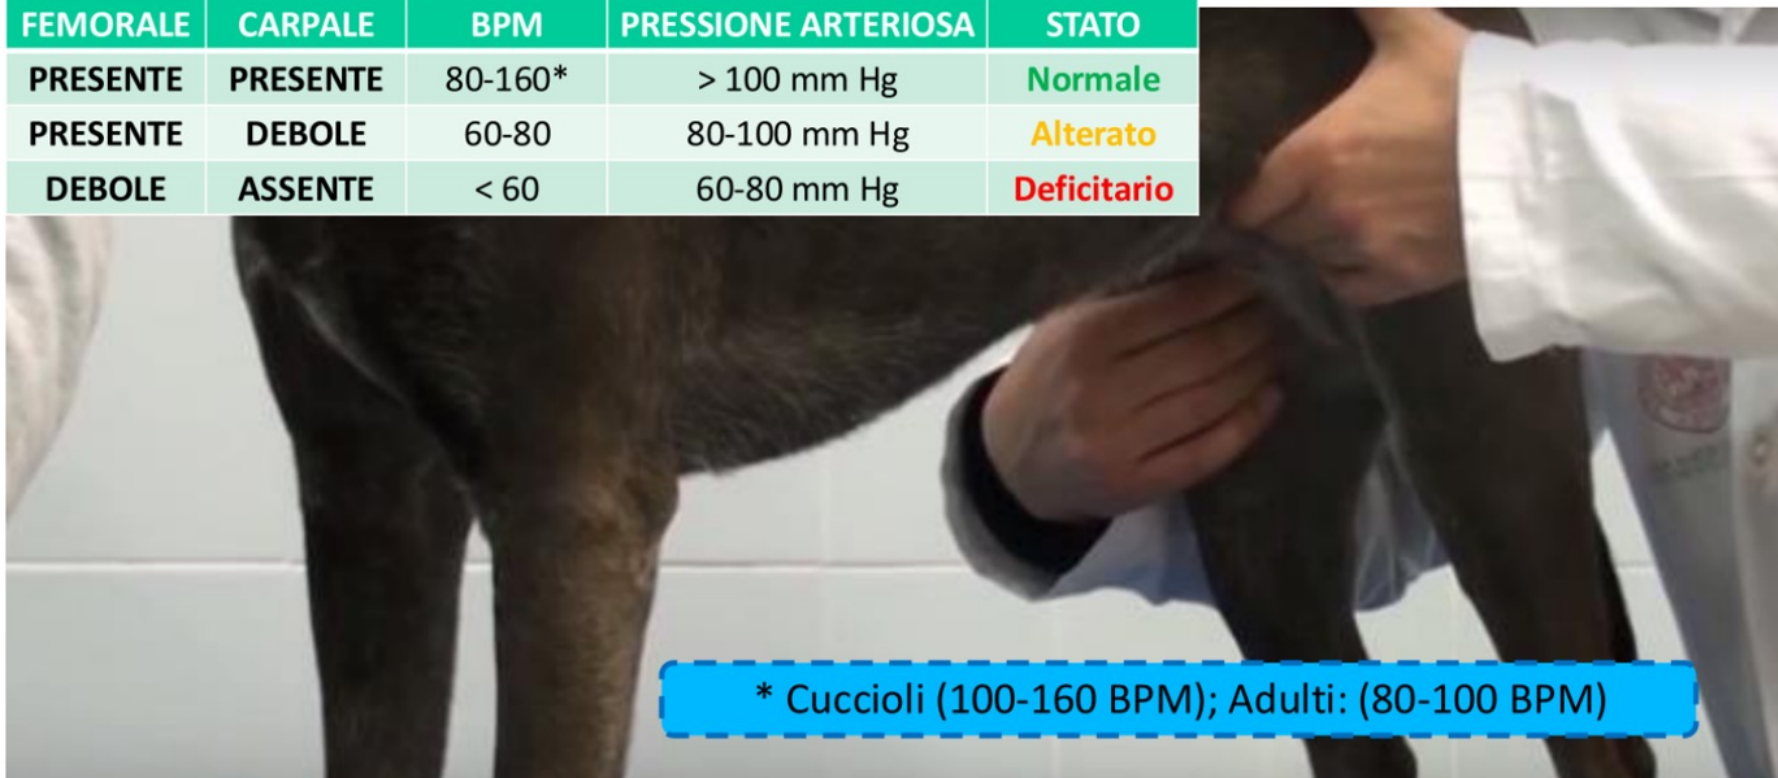 FEMORALE CARPALE BPM PRESSIONE ARTERIOSA STATO
PRESENTE PRESENTE 80-160* > 100 mm Hg Normale
PRESENTE DEBOLE 60-80 80-100 mm Hg Alterato
DEBOLE ASSENTE < 60 60-80 mm Hg Deficitario
* Cuccioli (100-160 BPM); Adulti: (80-100 BPM)